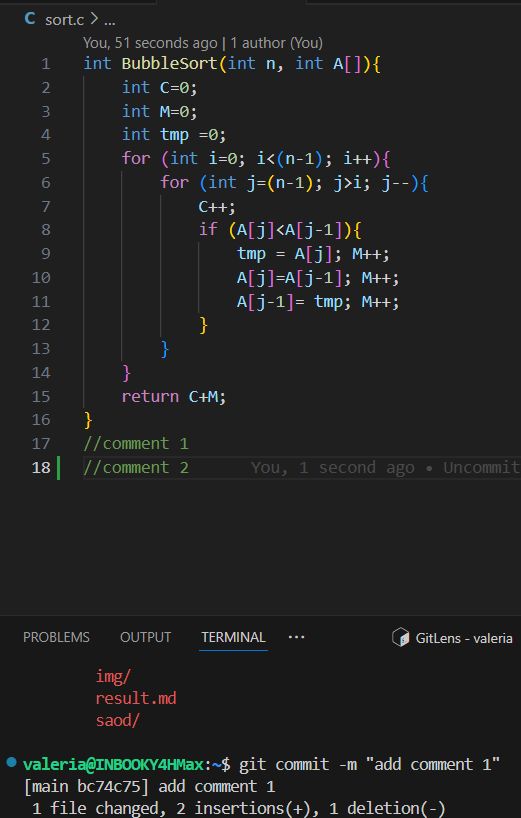 C sort.c > ...
You, 51 seconds ago | 1 author (You)
1 int BubbleSort(int n, int A[]){
2 int C=0;
3 int M=0;
4 int tmp =0;
5 for (int i=0; i<(n-1); i++){
6 for (int j=(n-1); j>i; j--){
7 C++;
8 if (A[j]<A[j-1]){
9 tmp = A[j]; M++;
10 A[j]=A[j-1]; M++;
11 A[j-1]= tmp; M++;
12 }
13 }
14 }
15 return C+M;
16 }
17 //comment 1
18 //comment 2 You, 1 second ago • Uncommit
PROBLEMS OUTPUT TERMINAL ··· GitLens - valeria
img/
result.md
saod/
valeria@INBOOKY4HMax:~$ git commit -m "add comment 1"
[main bc74c75] add comment 1
1 file changed, 2 insertions(+), 1 deletion(-)